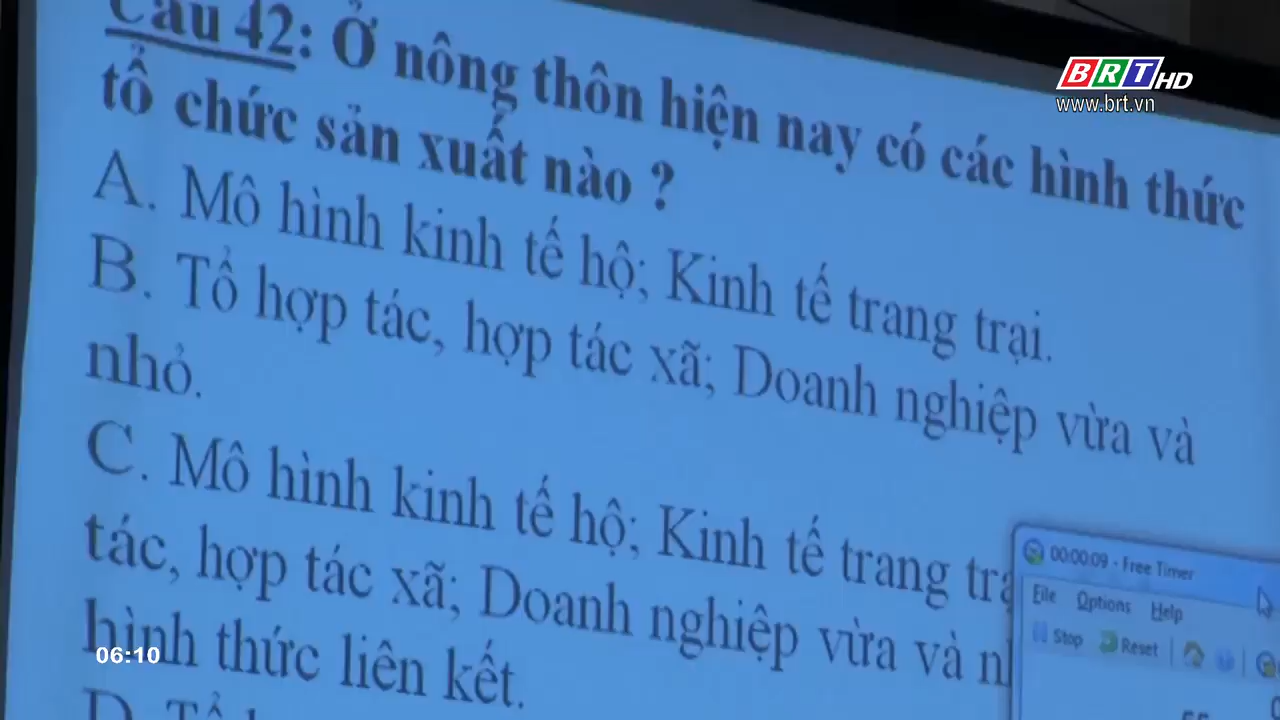 Câu 42: Ở nông thôn hiện nay có các hình thức
tổ chức sản xuất nào ?
A. Mô hình kinh tế hộ; Kinh tế trang trại.
B. Tổ hợp tác, hợp tác xã; Doanh nghiệp vừa và
nhỏ.
C. Mô hình kinh tế hộ; Kinh tế trang
tác, hợp tác xã; Doanh nghiệp vừa và
hình thức liên kết.
BRT HD
www.brt.vn
00:00:09 - Free Timer
File Options Help
Stop Reset
06:10